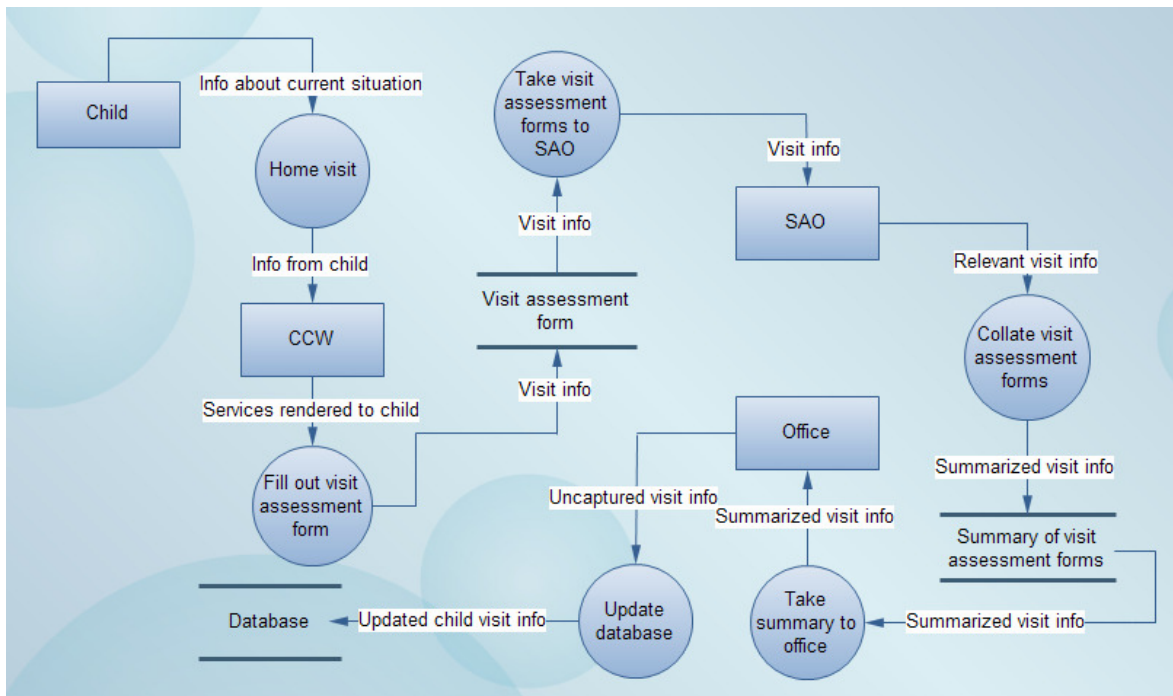 Child
Info about current situation
Home visit
Info from child
CCW
Services rendered to child
Fill out visit
assessment
form
Visit info
Visit assessment
form
Visit info
Take visit
assessment
forms to
SAO
Visit info
SAO
Relevant visit info
Collate visit
assessment
forms
Summarized visit info
Summary of visit
assessment forms
Summarized visit info
Take
summary to
office
Summarized visit info
Office
Uncaptured visit info
Update
database
Updated child visit info
Database